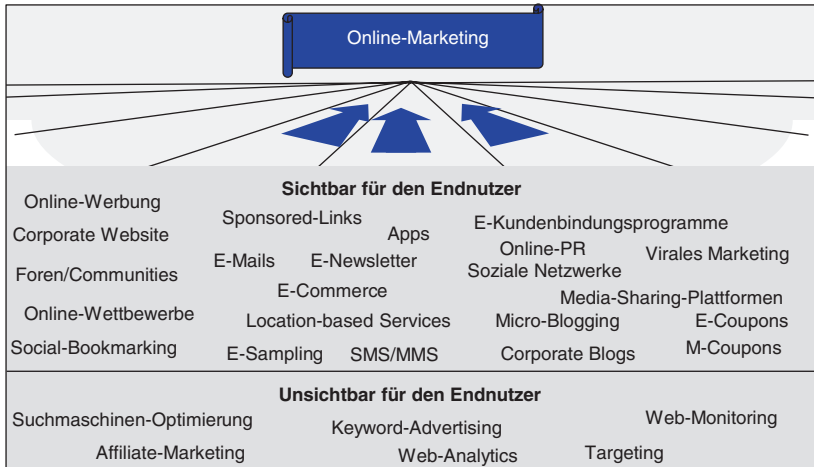 Online-Marketing
Sichtbar für den Endnutzer
Online-Werbung
Sponsored-Links
E-Kundenbindungsprogramme
Corporate Website
Apps
Online-PR
Virales Marketing
Foren/Communities
E-Mails
E-Newsletter
Soziale Netzwerke
E-Commerce
Media-Sharing-Plattformen
Online-Wettbewerbe
Location-based Services
Micro-Blogging
E-Coupons
Social-Bookmarking
E-Sampling
SMS/MMS
Corporate Blogs
M-Coupons
Unsichtbar für den Endnutzer
Suchmaschinen-Optimierung
Keyword-Advertising
Web-Monitoring
Affiliate-Marketing
Web-Analytics
Targeting